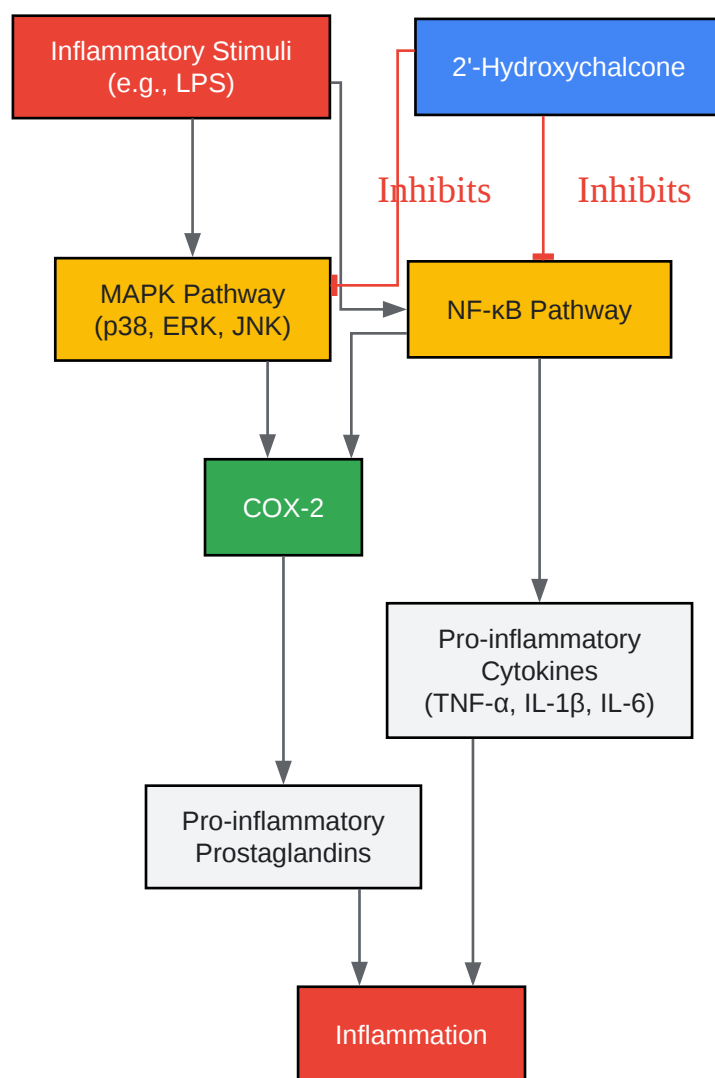 Inflammatory Stimuli
(e.g., LPS)
2'-Hydroxychalcone
Inhibits
Inhibits
MAPK Pathway
(p38, ERK, JNK)
NF-κB Pathway
COX-2
Pro-inflammatory
Cytokines
(TNF-α, IL-1β, IL-6)
Pro-inflammatory
Prostaglandins
Inflammation